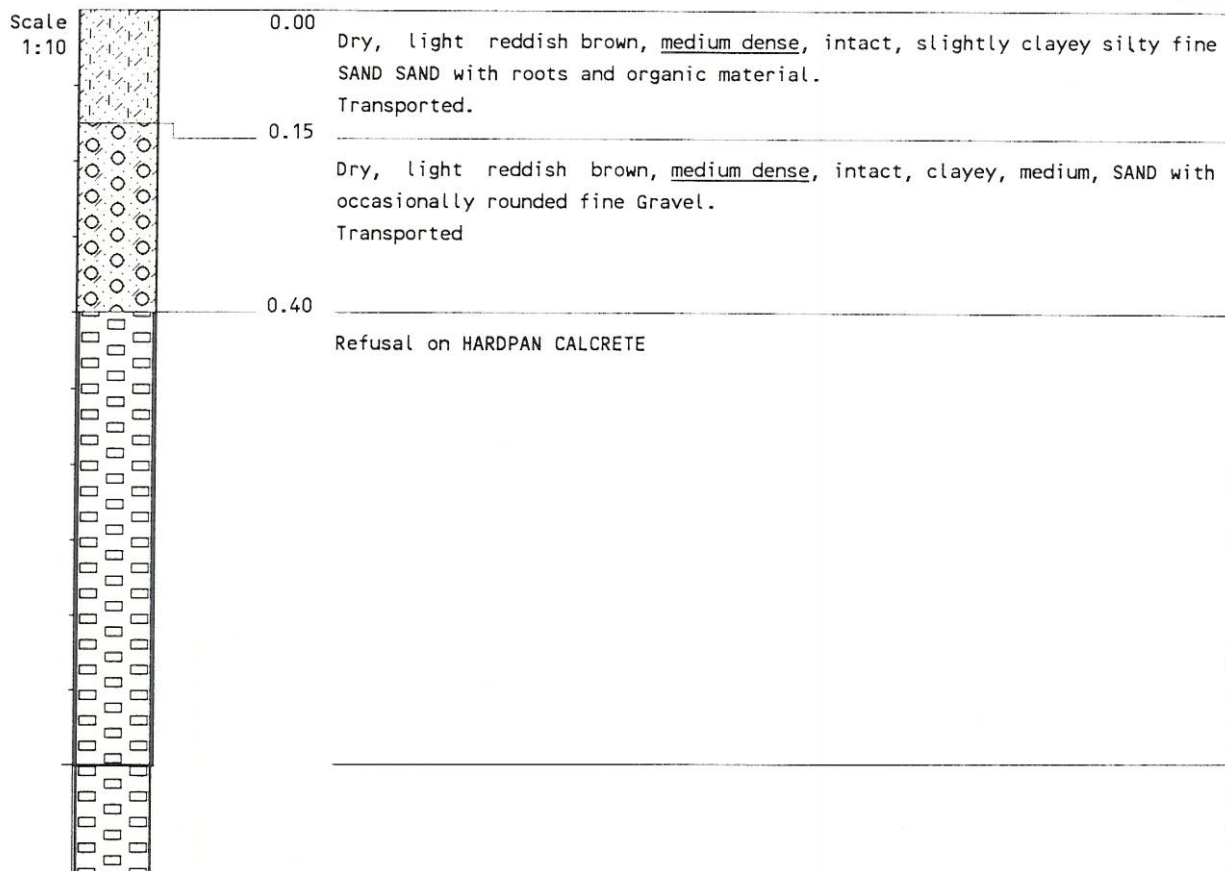 Scale
1:10
0.00
Dry, light reddish brown, medium dense, intact, slightly clayey silty fine
SAND SAND with roots and organic material.
Transported.
0.15
Dry, light reddish brown, medium dense, intact, clayey, medium, SAND with
occasionally rounded fine Gravel.
Transported
0.40
Refusal on HARDPAN CALCRETE